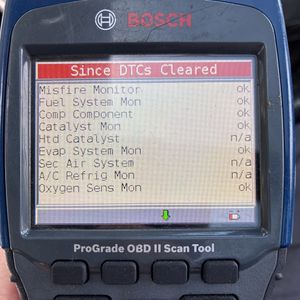 BOSCH
Since DTCs Cleared
Misfire Monitor ok
Fuel System Mon ok
Comp Component ok
Catalyst Mon ok
Htd Catalyst n/a
Evap System Mon ok
Sec Air System n/a
A/C Refrig Mon n/a
Oxygen Sens Mon ok
ProGrade OBD II Scan Tool